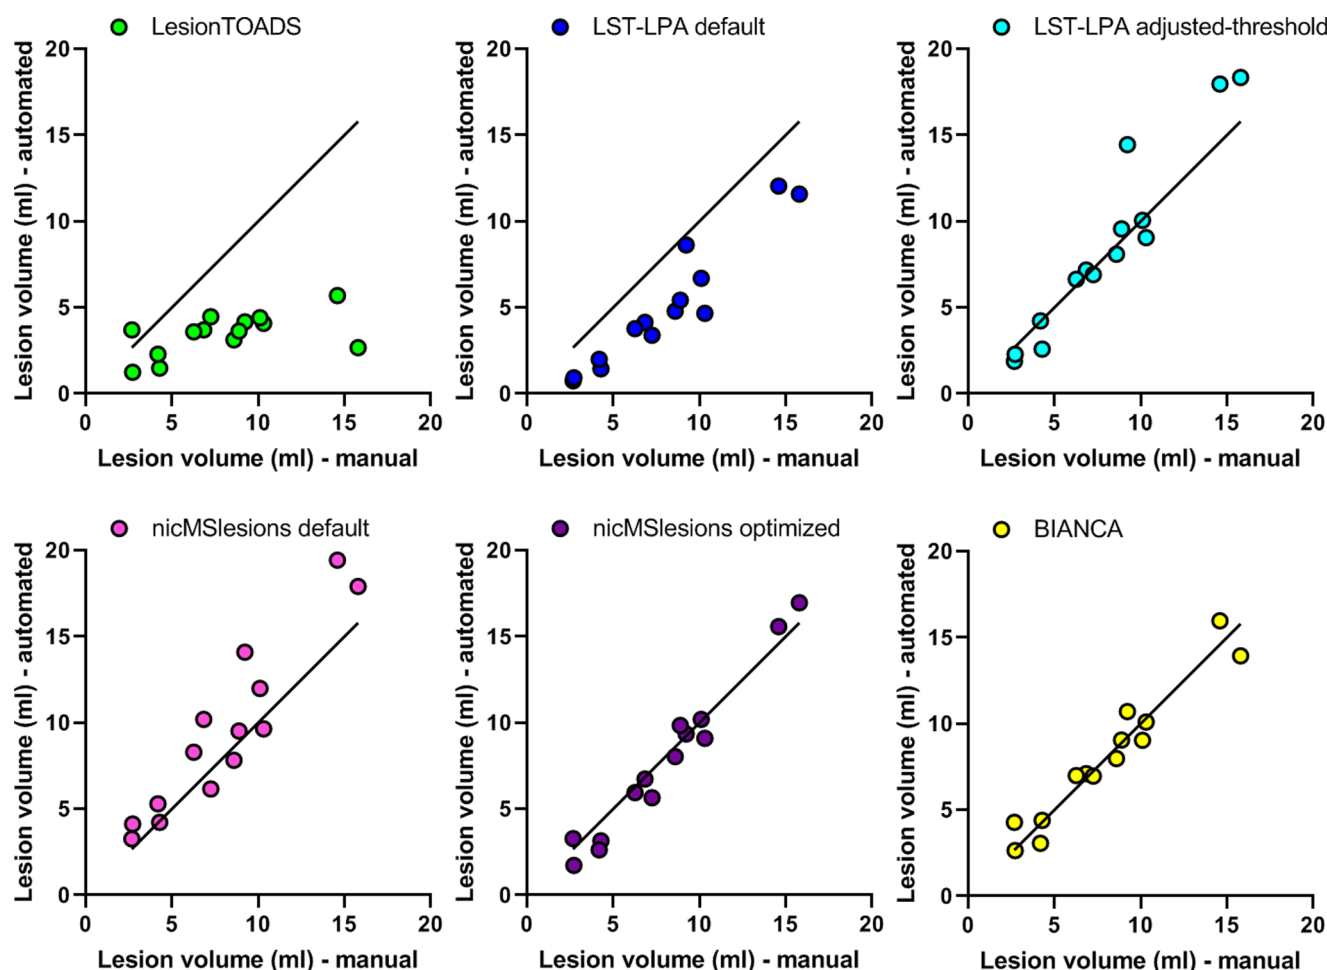 LesionTOADS
LST-LPA default
LST-LPA adjusted-threshold
Lesion volume (ml) - automated
20
15
10
5
0
0 5 10 15 20
Lesion volume (ml) - manual
Lesion volume (ml) - automated
20
15
10
5
0
0 5 10 15 20
Lesion volume (ml) - manual
Lesion volume (ml) - automated
20
15
10
5
0
0 5 10 15 20
Lesion volume (ml) - manual
nicMSlesions default
nicMSlesions optimized
BIANCA
Lesion volume (ml) - automated
20
15
10
5
0
0 5 10 15 20
Lesion volume (ml) - manual
Lesion volume (ml) - automated
20
15
10
5
0
0 5 10 15 20
Lesion volume (ml) - manual
Lesion volume (ml) - automated
20
15
10
5
0
0 5 10 15 20
Lesion volume (ml) - manual